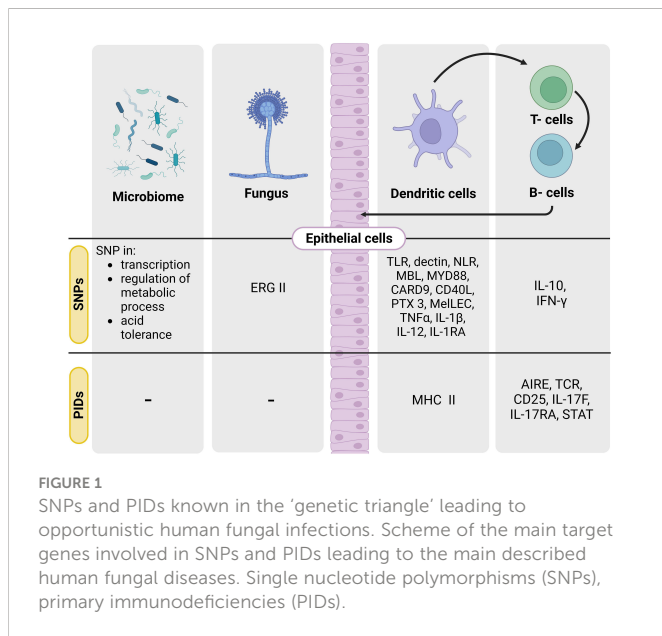 Microbiome
Fungus
Dendritic cells
T- cells
B- cells
Epithelial cells
SNPs
SNP in:
• transcription
• regulation of
metabolic
process
• acid
tolerance
ERG II
TLR, dectin, NLR,
MBL, MYD88,
CARD9, CD40L,
PTX 3, MelLEC,
TNFα, IL-1β,
IL-12, IL-1RA
IL-10,
IFN-γ
PIDs
-
-
MHC II
AIRE, TCR,
CD25, IL-17F,
IL-17RA, STAT
FIGURE 1
SNPs and PIDs known in the ‘genetic triangle’ leading to
opportunistic human fungal infections. Scheme of the main target
genes involved in SNPs and PIDs leading to the main described
human fungal diseases. Single nucleotide polymorphisms (SNPs),
primary immunodeficiencies (PIDs).